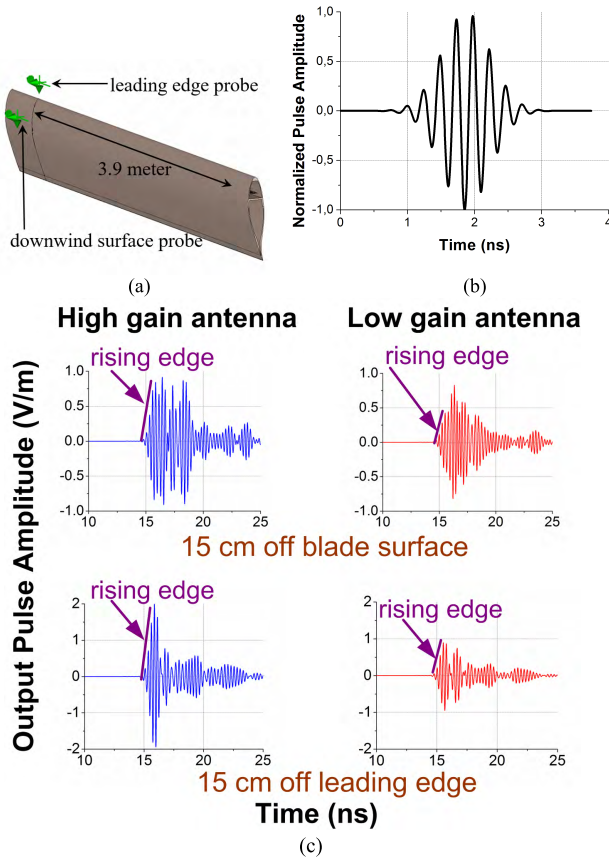 leading edge probe
3.9 meter
downwind surface probe
(a)
Normalized Pulse Amplitude
1,0
0,5
0,0
-0,5
-1,0
0 1 2 3 4
Time (ns)
(b)
High gain antenna
Low gain antenna
Output Pulse Amplitude (V/m)
rising edge
1.0
0.5
0.0
-0.5
-1.0
10 15 20 25
rising edge
1.0
0.5
0.0
-0.5
-1.0
10 15 20 25
15 cm off blade surface
rising edge
2
1
0
-1
-2
10 15 20 25
rising edge
2
1
0
-1
-2
10 15 20 25
15 cm off leading edge
Time (ns)
(c)